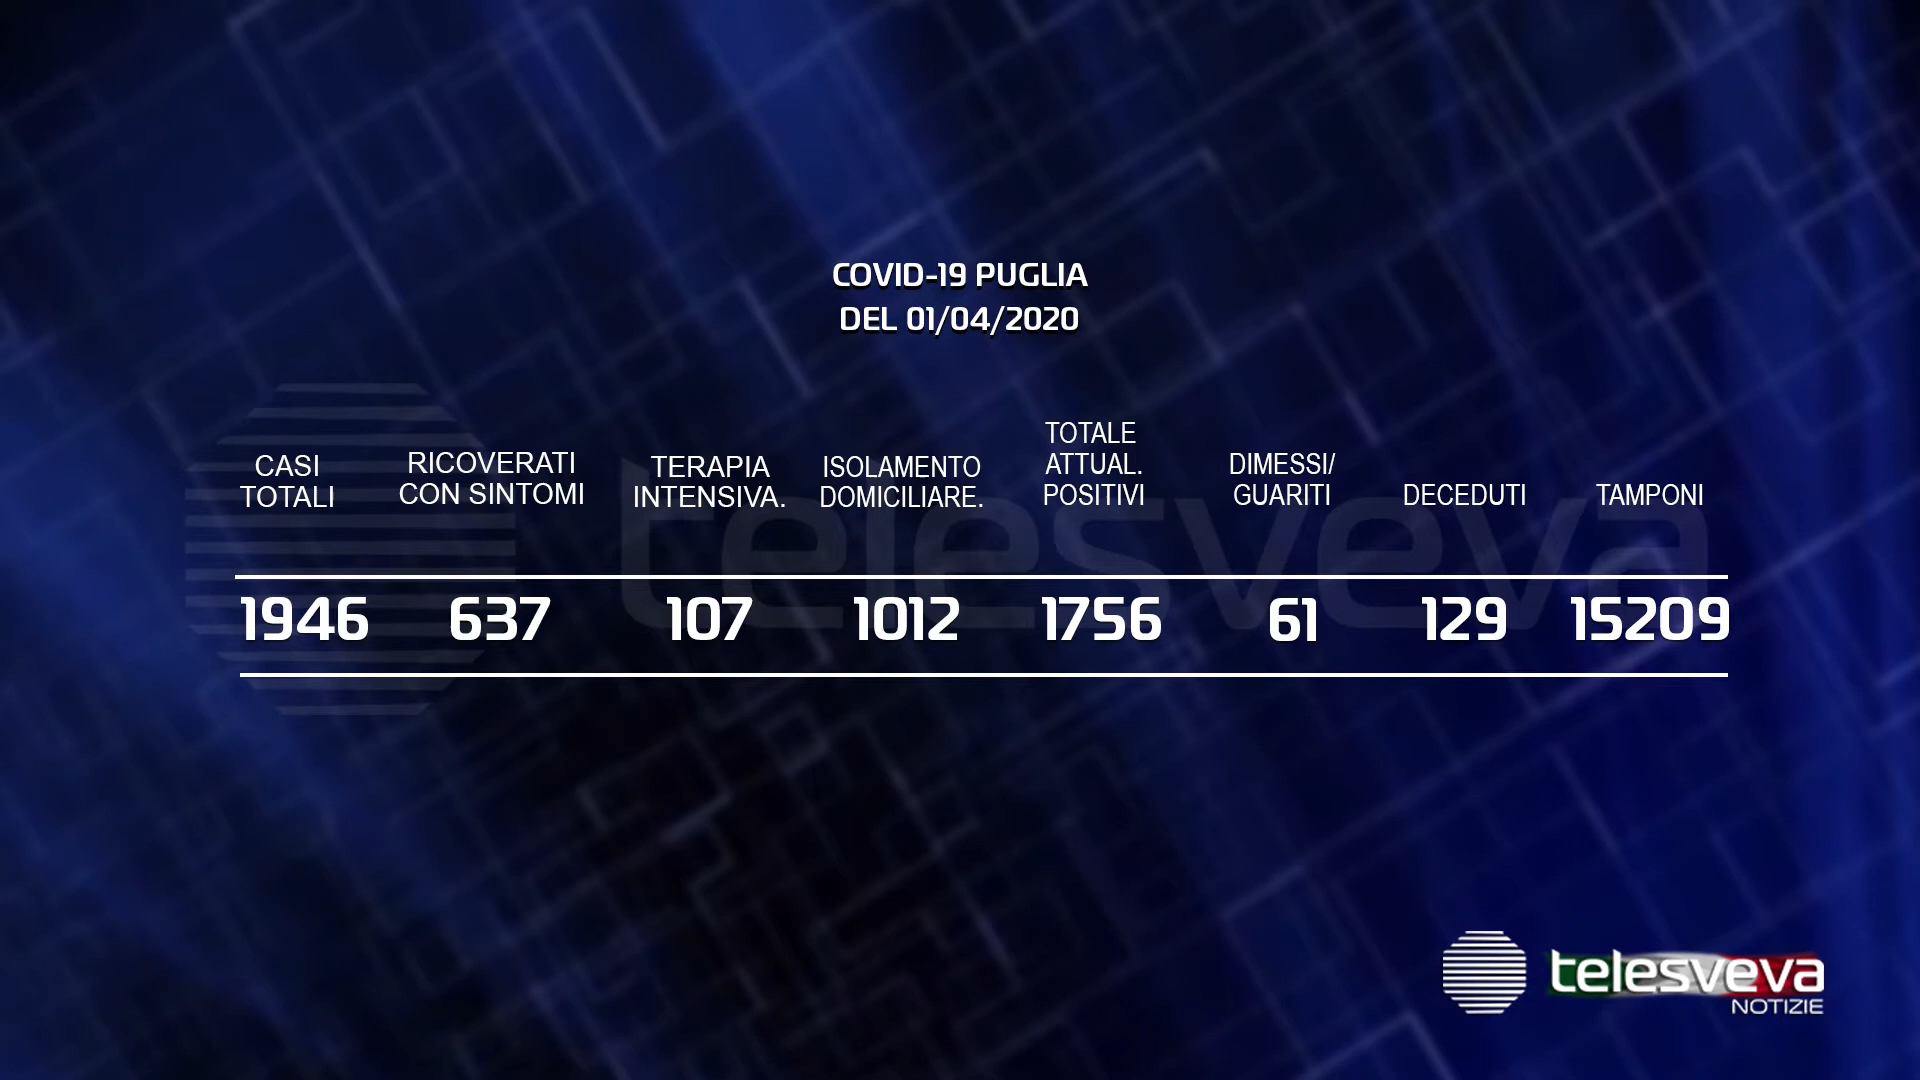 COVID-19 PUGLIA
DEL 01/04/2020
CASI
TOTALI
RICOVERATI
CON SINTOMI
TERAPIA
INTENSIVA.
ISOLAMENTO
DOMICILIARE.
TOTALE
ATTUAL.
POSITIVI
DIMESSI/
GUARITI
DECEDUTI
TAMPONI
telesveva
1946 637 107 1012 1756 61 129 15209
telesveva
NOTIZIE